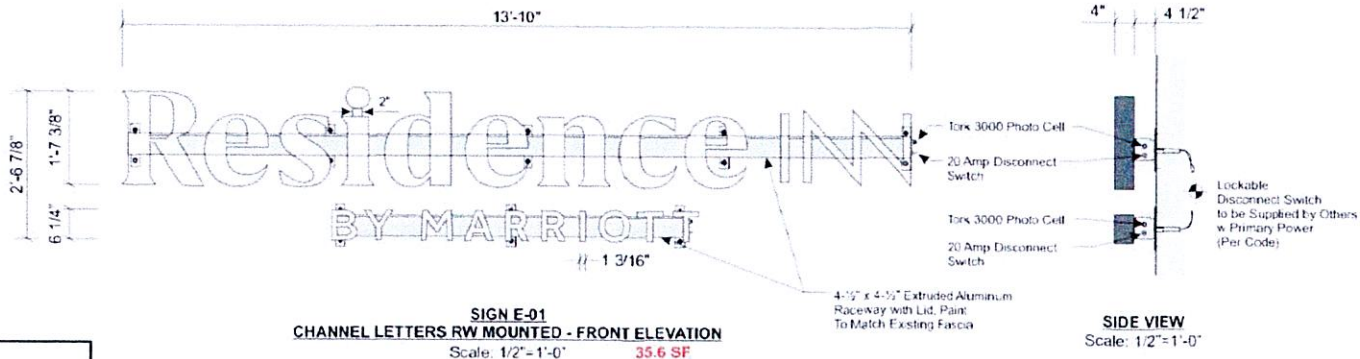 13'-10"
4"
4 1/2"
2'-6 7/8"
1'-7 3/8"
6 1/4"
2"
Residence INN
BY MARRIOTT
1 3/16"
Tork 3000 Photo Cell
20 Amp Disconnect
Switch
Tork 3000 Photo Cell
20 Amp Disconnect
Switch
Lockable
Disconnect Switch
to be Supplied by Others
w Primary Power
(Per Code)
4-½" x 4-½" Extruded Aluminum
Raceway with Lid, Paint
To Match Existing Fascia
SIGN E-01
CHANNEL LETTERS RW MOUNTED - FRONT ELEVATION
Scale: 1/2"=1'-0"
35.6 SF
SIDE VIEW
Scale: 1/2"=1'-0"